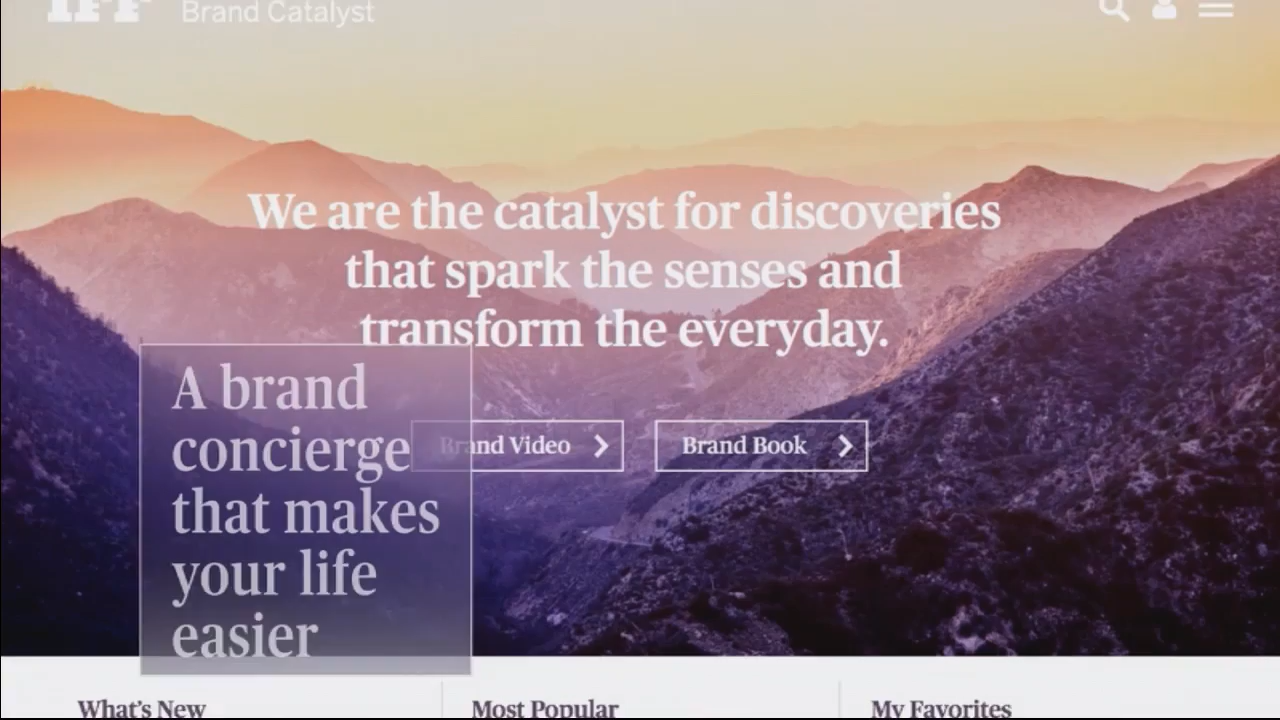 IFF
Brand Catalyst
We are the catalyst for discoveries
that spark the senses and
transform the everyday.
A brand
concierge
that makes
your life
easier
Brand Video
Brand Book
What's New
Most Popular
My Favorites